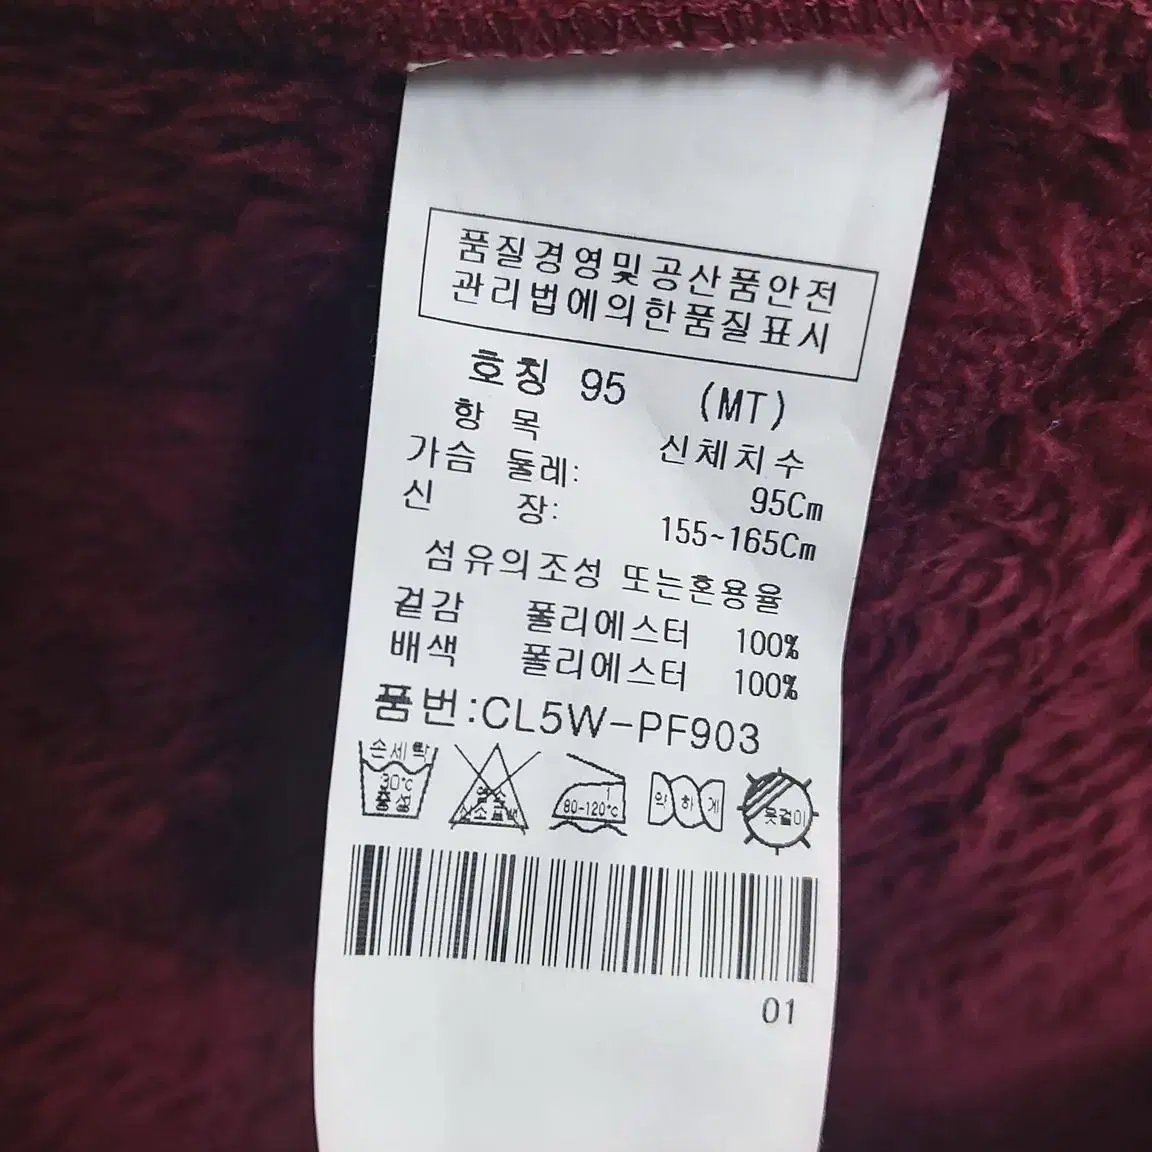 품질경영및공산품안전
관리법에의한품질표시
호칭 95 (MT)
항 목 신체치수
가슴 둘레: 95Cm
신 장: 155~165Cm
섬유의조성 또는혼용율
겉감 폴리에스터 100%
배색 폴리에스터 100%
품번:CL5W-PF903
손세탁
30℃
중성
염소표백
80-120℃
약하게
옷걸이
01